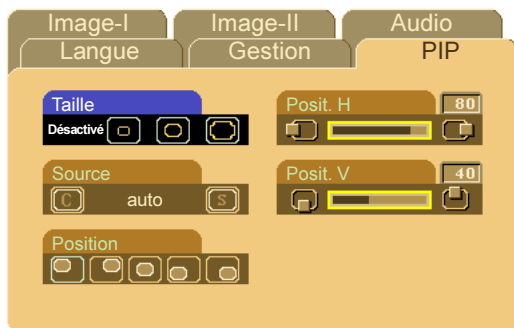 Image-I Image-II Audio
Langue Gestion PIP
Taille
Désactivé
Source
C auto S
Position
Posit. H 80
Posit. V 40